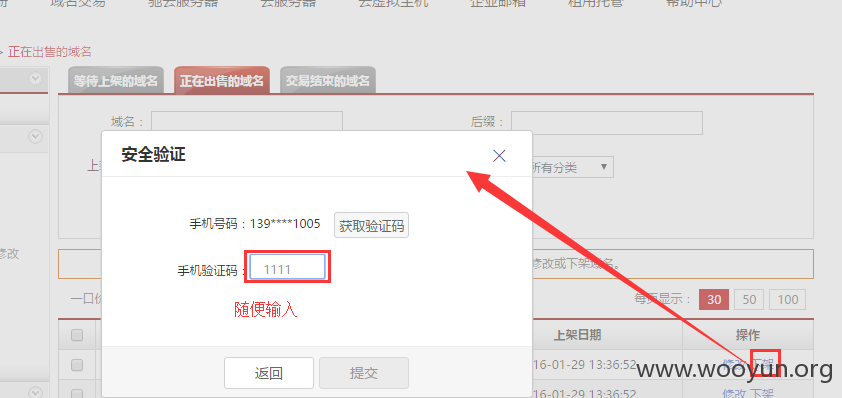 域名交易 驰云服务器 云服务器 云虚拟主机 企业邮箱 租用托管 帮助中心
> 正在出售的域名
等待上架的域名 正在出售的域名 交易结束的域名
域名： 后缀：
安全验证
所有分类
手机号码：139****1005 获取验证码
修改
修改或下架域名。
手机验证码： 1111
一口价 每页显示： 30 50 100
随便输入
上架日期 操作
16-01-29 13:36:52 修改 下架
www.wooyun.org
返回 提交
16-01-29 13:36:52 修改 下架